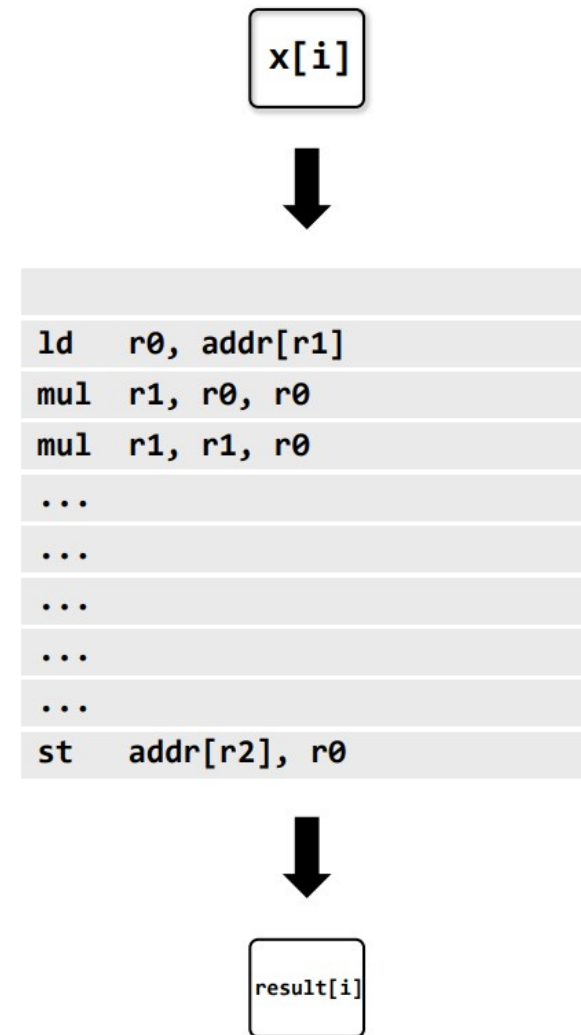 x[i]
ld r0, addr[r1]
mul r1, r0, r0
mul r1, r1, r0
...
...
...
...
...
st addr[r2], r0
result[i]